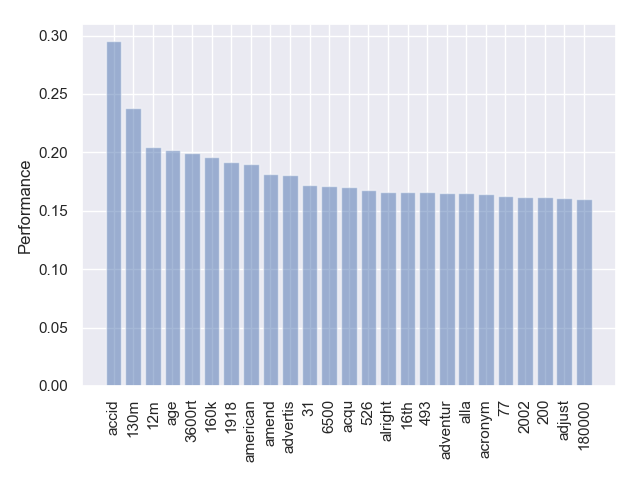 0.30
0.25
0.20
0.15
0.10
0.05
0.00
Performance
accid
130m
12m
age
3600rt
160k
1918
american
amend
advertis
31
6500
acqu
526
alright
16th
493
adventur
alla
acronym
77
2002
200
adjust
180000